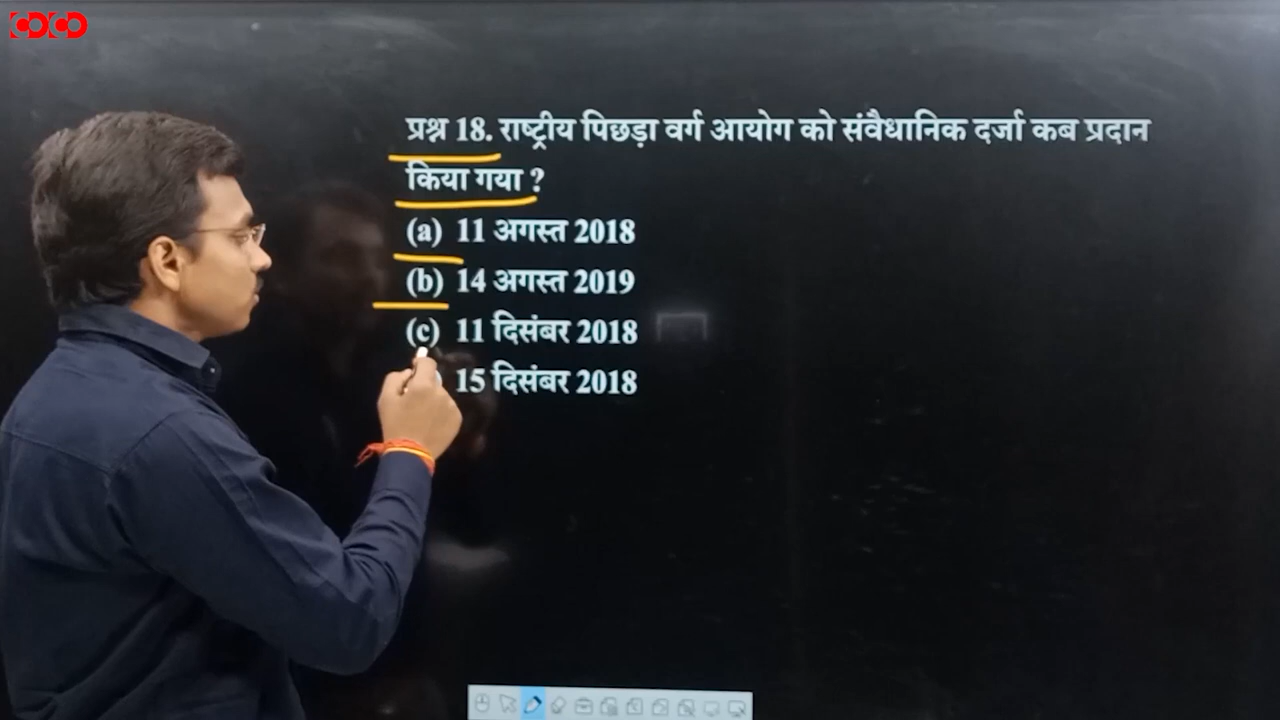 COCO
प्रश्न 18. राष्ट्रीय पिछड़ा वर्ग आयोग को संवैधानिक दर्जा कब प्रदान
किया गया ?
(a) 11 अगस्त 2018
(b) 14 अगस्त 2019
(c) 11 दिसंबर 2018
) 15 दिसंबर 2018